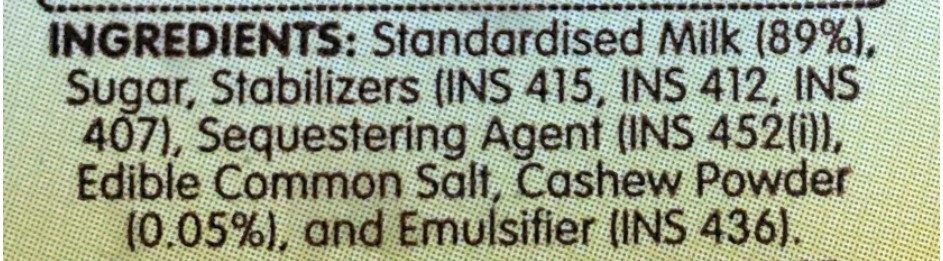 INGREDIENTS: Standardised Milk (89%),
Sugar, Stabilizers (INS 415, INS 412, INS
407), Sequestering Agent (INS 452(i)),
Edible Common Salt, Cashew Powder
(0.05%), and Emulsifier (INS 436).